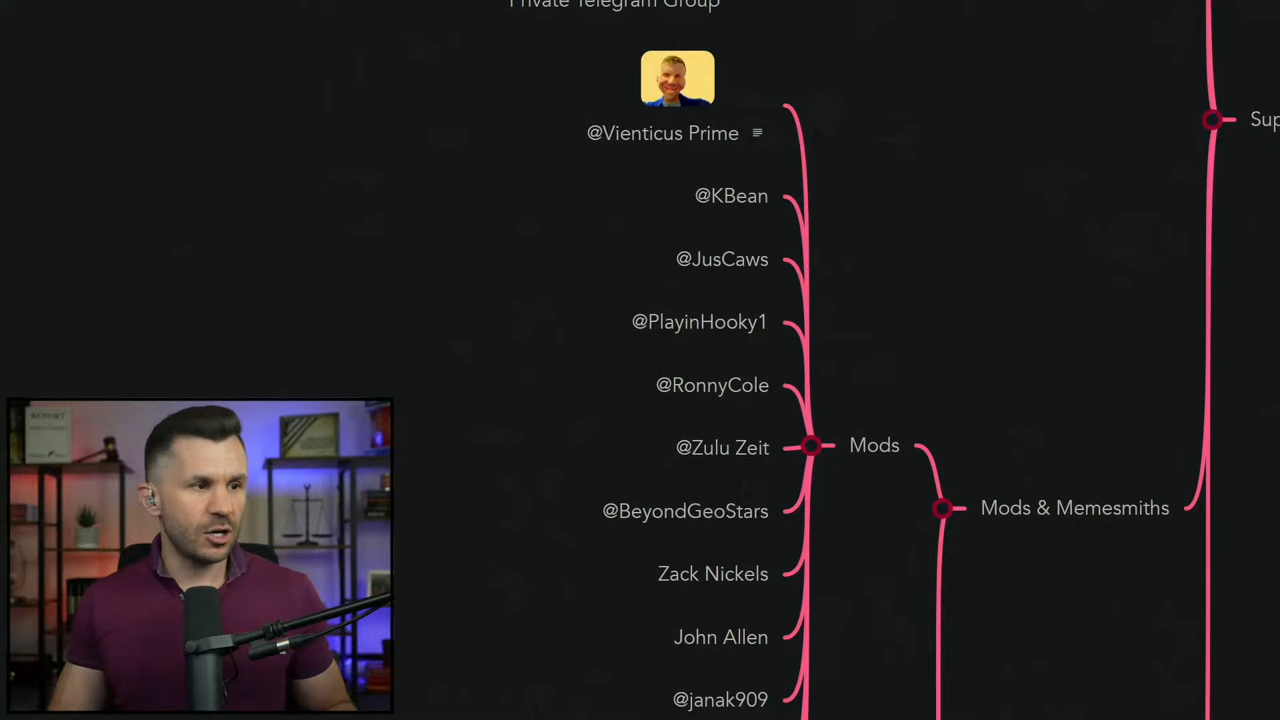 Private Telegram Group
@Vienticus Prime
@KBean
@JusCaws
@PlayinHooky1
@RonnyCole
@Zulu Zeit
@BeyondGeoStars
Zack Nickels
John Allen
@janak909
Mods
Mods & Memesmiths
Sup